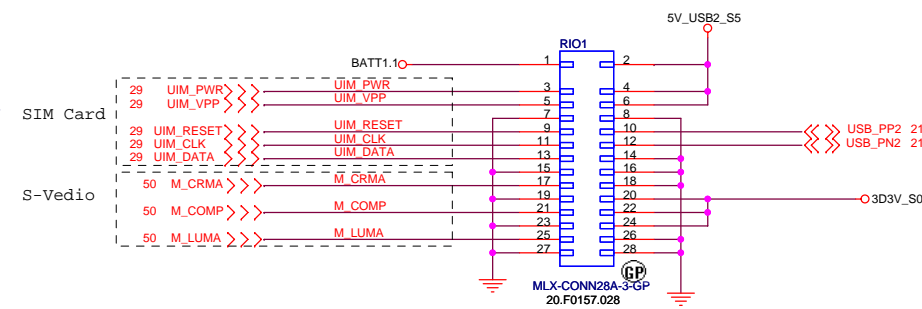 5V_USB2_S5
RIO1
BATT1.1
1 2
SIM Card
29 UIM_PWR UIM_PWR 3 4
29 UIM_VPP UIM_VPP 5 6
7 8
29 UIM_RESET UIM_RESET 9 10 USB_PP2 21
29 UIM_CLK UIM_CLK 11 12 USB_PN2 21
29 UIM_DATA UIM_DATA 13 14
15 16
S-Vedio
50 M_CRMA M_CRMA 17 18
19 20 3D3V_S0
50 M_COMP M_COMP 21 22
23 24
50 M_LUMA M_LUMA 25 26
27 28
GP
MLX-CONN28A-3-GP
20.F0157.028